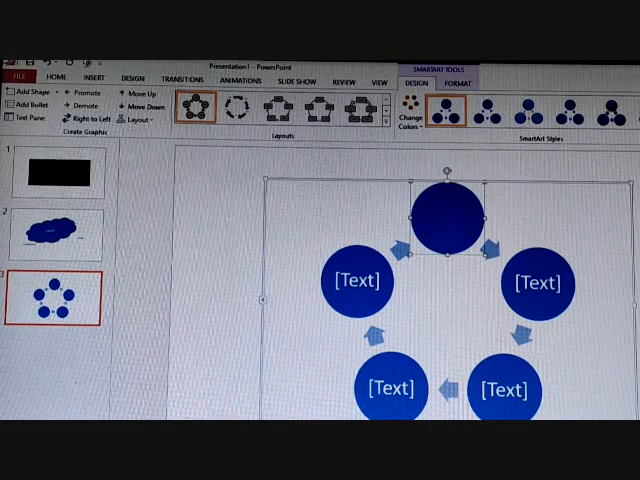 Presentation1 - PowerPoint
SMARTART TOOLS
FILE HOME INSERT DESIGN TRANSITIONS ANIMATIONS SLIDE SHOW REVIEW VIEW DESIGN FORMAT
Add Shape Promote Move Up
Add Bullet Demote Move Down
Text Pane Right to Left Layout
Create Graphic
Layouts
Change
Colors
SmartArt Styles
1
2
3
[Text]
[Text]
[Text]
[Text]